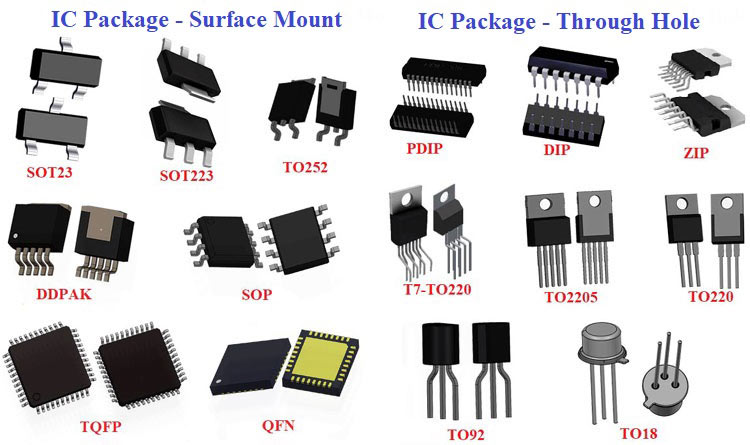 IC Package - Surface Mount
SOT23
SOT223
TO252
DDPAK
SOP
TQFP
QFN
IC Package - Through Hole
PDIP
DIP
ZIP
T7-TO220
TO2205
TO220
TO92
TO18